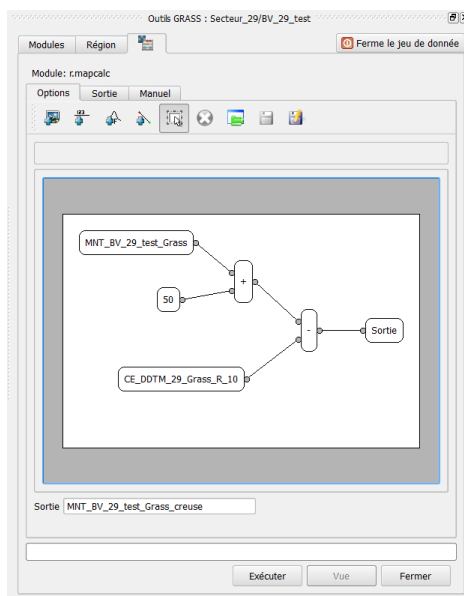 Outils GRASS : Secteur_29/BV_29_test
Modules Région Ferme le jeu de donnée
Module: r.mapcalc
Options Sortie Manuel
MNT_BV_29_test_Grass
+
50
-
Sortie
CE_DDTM_29_Grass_R_10
Sortie MNT_BV_29_test_Grass_creuse
Exécuter Vue Fermer